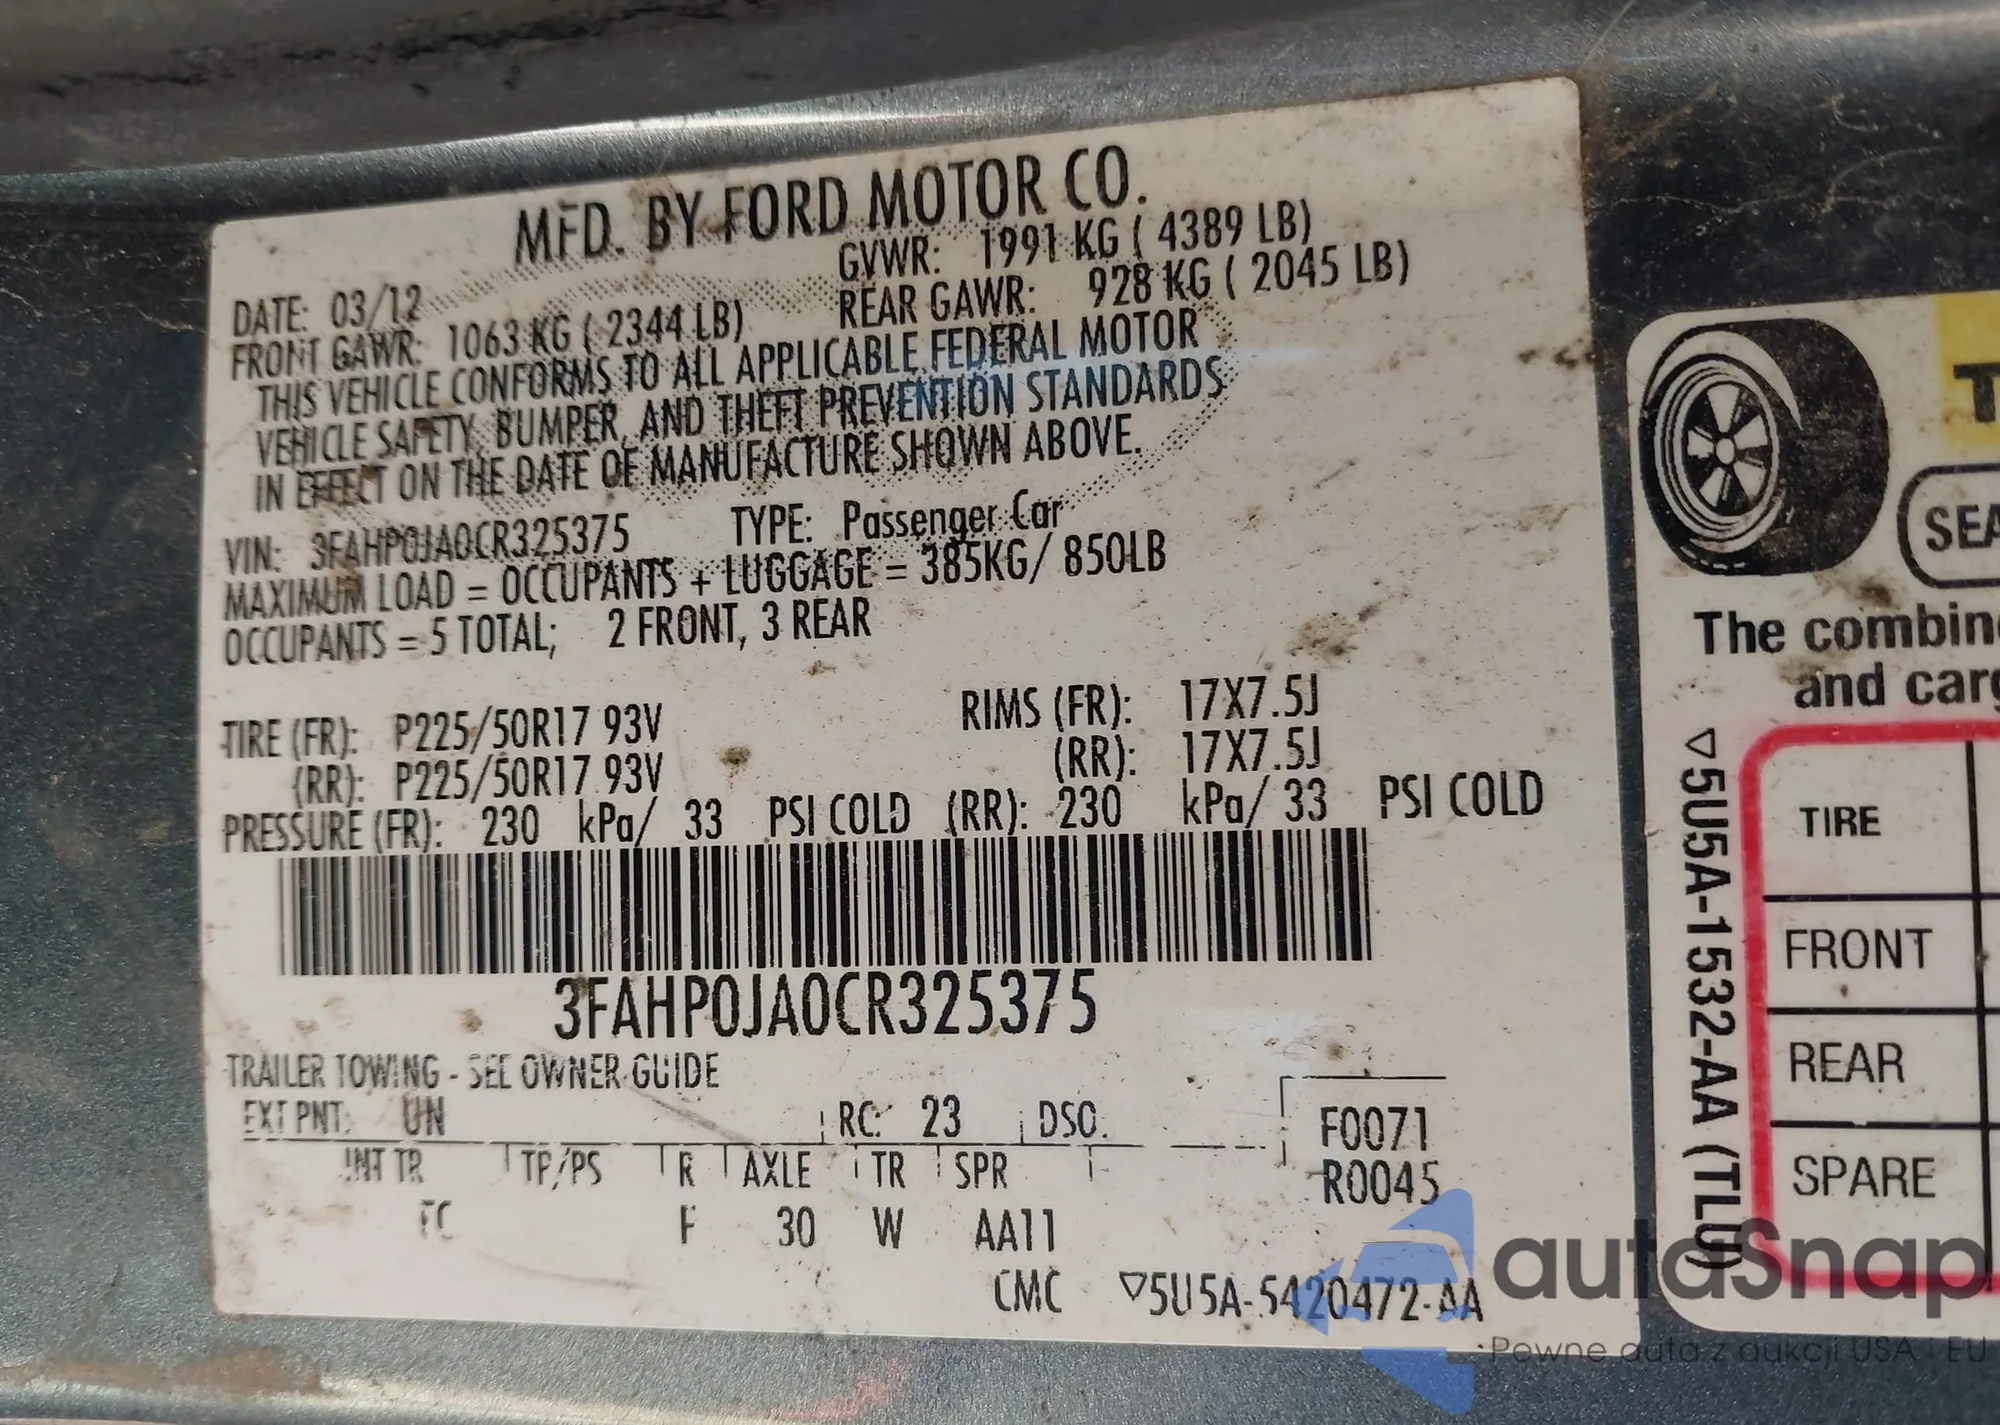 MFD. BY FORD MOTOR CO.
DATE: 03/12 GVWR: 1991 KG ( 4389 LB)
FRONT GAWR: 1063 KG ( 2344 LB) REAR GAWR: 928 KG ( 2045 LB)
THIS VEHICLE CONFORMS TO ALL APPLICABLE FEDERAL MOTOR
VEHICLE SAFETY, BUMPER, AND THEFT PREVENTION STANDARDS
IN EFFECT ON THE DATE OF MANUFACTURE SHOWN ABOVE.
VIN: 3FAHP0JA0CR325375 TYPE: Passenger Car
MAXIMUM LOAD = OCCUPANTS + LUGGAGE = 385KG/ 850LB
OCCUPANTS = 5 TOTAL; 2 FRONT, 3 REAR
TIRE (FR): P225/50R17 93V RIMS (FR): 17X7.5J
(RR): P225/50R17 93V (RR): 17X7.5J
PRESSURE (FR): 230 kPa/ 33 PSI COLD (RR): 230 kPa/ 33 PSI COLD
3FAHP0JA0CR325375
TRAILER TOWING - SEE OWNER GUIDE
EXT PNT: UN RC: 23 DSO: F0071
INT TR TP/PS R AXLE TR SPR R0045
F 30 W AA11
CMC ▽5U5A-5420472-AA
T
SEA
The combin
and carg
▽5U5A-1532-AA (TLU)
TIRE
FRONT
REAR
SPARE
autoSnap
Pewne auta z aukcji USA i EU